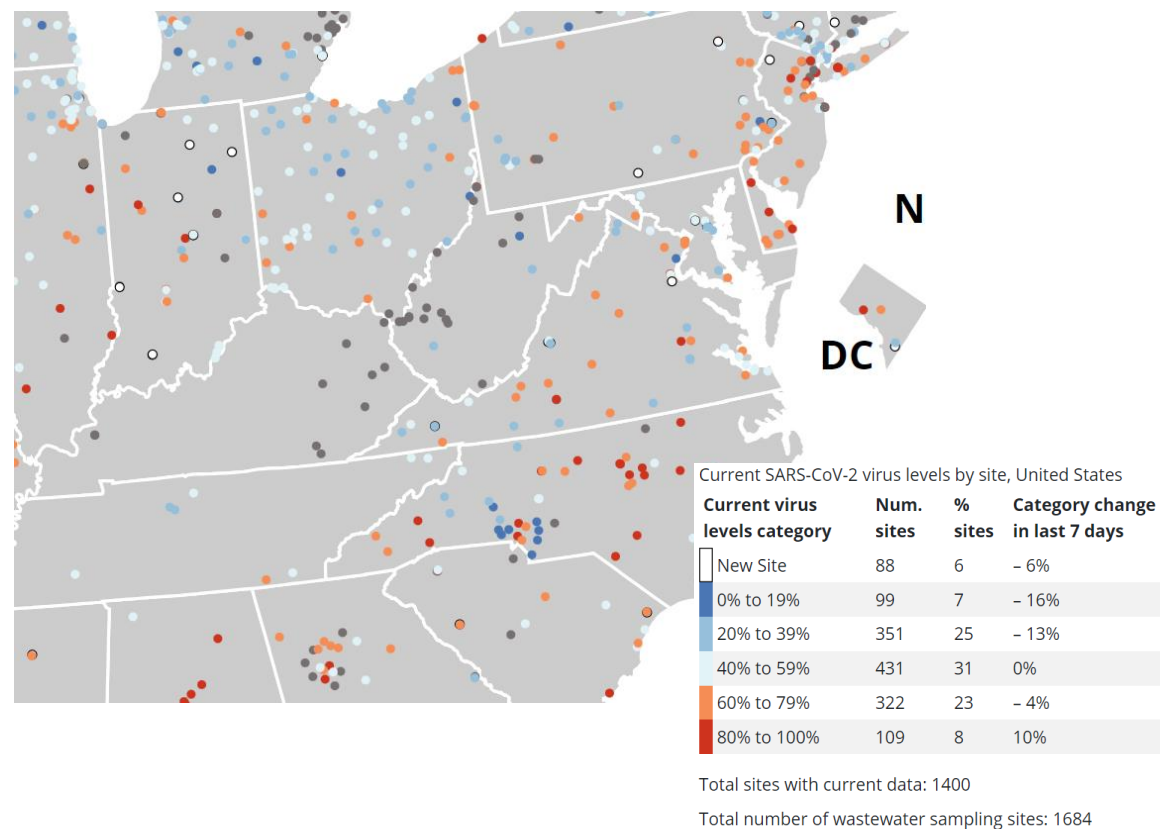 N
DC
Current SARS-CoV-2 virus levels by site, United States
Current virus levels category Num. sites % sites Category change in last 7 days
New Site 88 6 – 6%
0% to 19% 99 7 – 16%
20% to 39% 351 25 – 13%
40% to 59% 431 31 0%
60% to 79% 322 23 – 4%
80% to 100% 109 8 10%
Total sites with current data: 1400
Total number of wastewater sampling sites: 1684